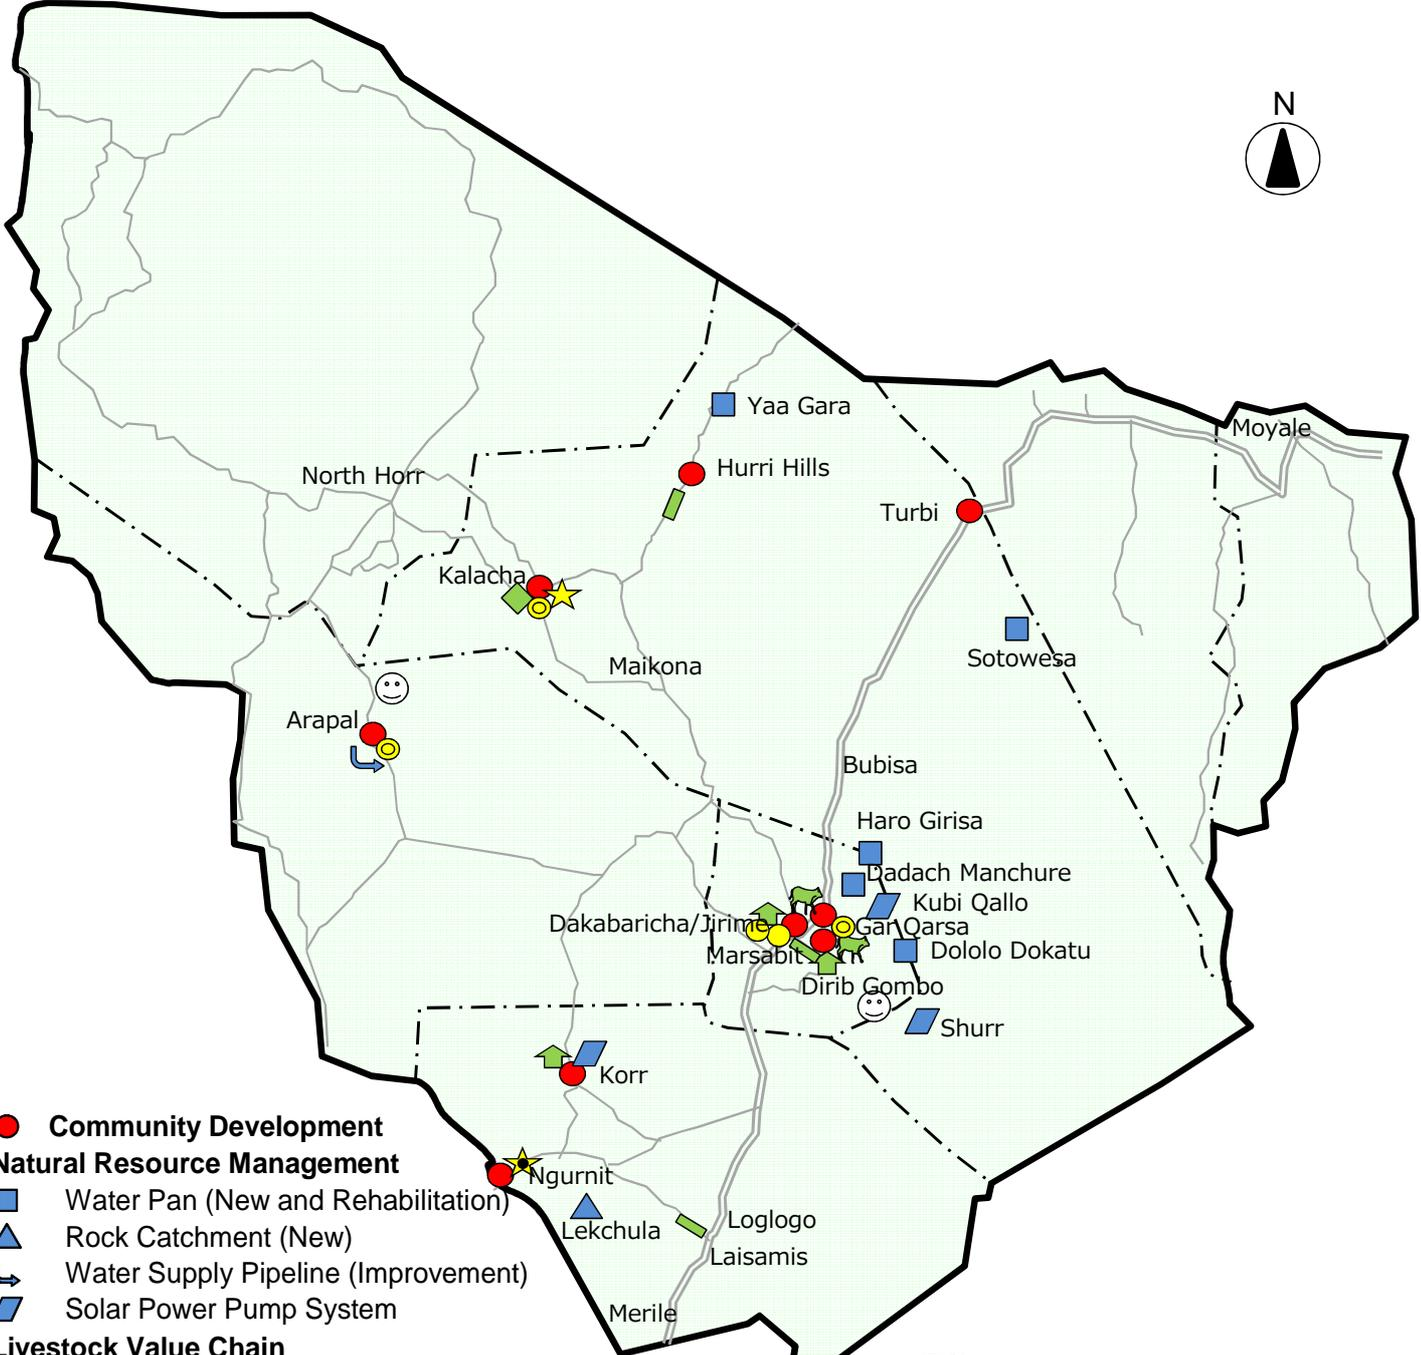 N
Yaa Gara
Moyale
Hurri Hills
North Horr
Turbi
Kalacha
Sotowesa
Maikona
Arapal
Bubisa
Haro Girisa
Dadach Manchure
Kubi Qallo
Dakabaricha/Jirime
Gar Qarsa
Marsabit
Dololo Dokatu
Dirib Gombo
Shurr
Korr
Ngurnit
Lekchula
Loglogo
Laisamis
Merile
Community Development
Natural Resource Management
Water Pan (New and Rehabilitation)
Rock Catchment (New)
Water Supply Pipeline (Improvement)
Solar Power Pump System
Livestock Value Chain